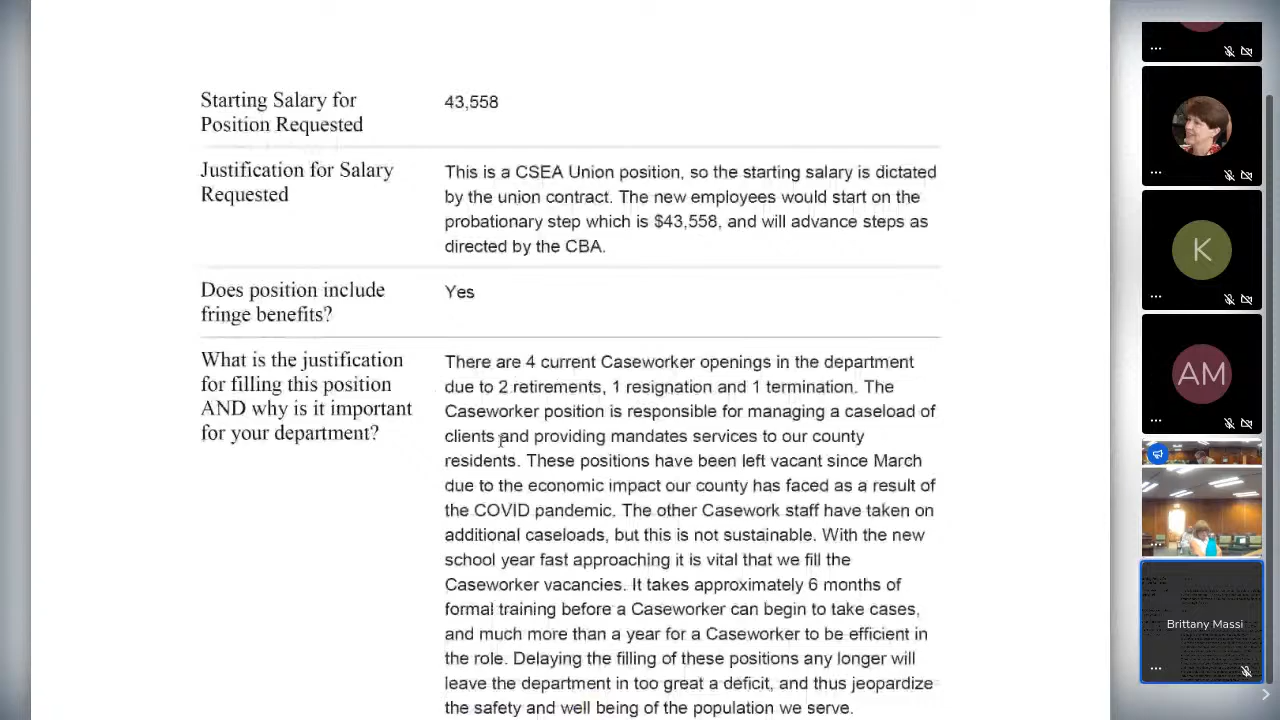 Starting Salary for
Position Requested
43,558
Justification for Salary
Requested
This is a CSEA Union position, so the starting salary is dictated
by the union contract. The new employees would start on the
probationary step which is $43,558, and will advance steps as
directed by the CBA.
Does position include
fringe benefits?
Yes
What is the justification
for filling this position
AND why is it important
for your department?
There are 4 current Caseworker openings in the department
due to 2 retirements, 1 resignation and 1 termination. The
Caseworker position is responsible for managing a caseload of
clients and providing mandates services to our county
residents. These positions have been left vacant since March
due to the economic impact our county has faced as a result of
the COVID pandemic. The other Casework staff have taken on
additional caseloads, but this is not sustainable. With the new
school year fast approaching it is vital that we fill the
Caseworker vacancies. It takes approximately 6 months of
formal training before a Caseworker can begin to take cases,
and much more than a year for a Caseworker to be efficient in
the role. Delaying the filling of these positions any longer will
leave the department in too great a deficit, and thus jeopardize
the safety and well being of the population we serve.
K
AM
Brittany Massi